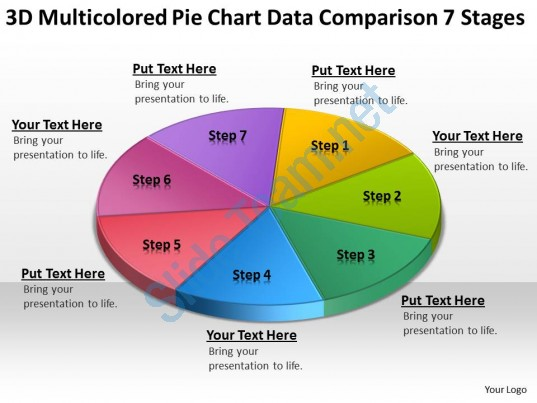 3D Multicolored Pie Chart Data Comparison 7 Stages
Put Text Here
Bring your
presentation to life.
Put Text Here
Bring your
presentation to life.
Your Text Here
Bring your
presentation to life.
Your Text Here
Bring your
presentation to life.
Step 7
Step 1
Step 6
Step 2
Step 5
Step 3
Step 4
Put Text Here
Bring your
presentation to life.
Put Text Here
Bring your
presentation to life.
Your Text Here
Bring your
presentation to life.
SlideTeam.net
Your Logo